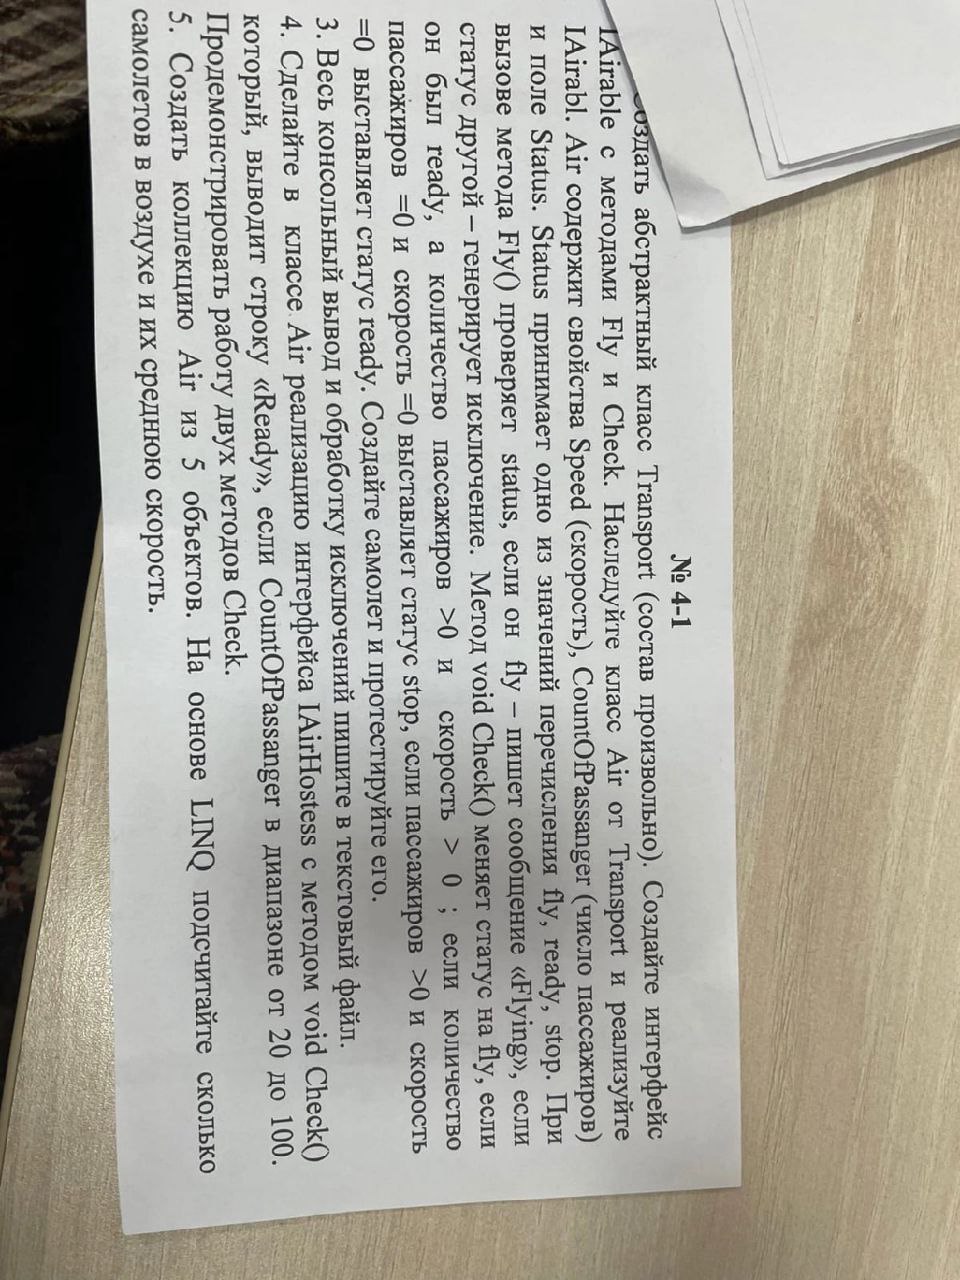 № 4-1
Создать абстрактный класс Transport (состав произвольно). Создайте интерфейс
IAirable с методами Fly и Check. Наследуйте класс Air от Transport и реализуйте
IAirabl. Air содержит свойства Speed (скорость), CountOfPassanger (число пассажиров)
и поле Status. Status принимает одно из значений перечисления fly, ready, stop. При
вызове метода Fly() проверяет status, если он fly – пишет сообщение «Flying», если
статус другой – генерирует исключение. Метод void Check() меняет статус на fly, если
он был ready, а количество пассажиров >0 и скорость > 0 ; если количество
пассажиров =0 и скорость =0 выставляет статус stop, если пассажиров >0 и скорость
=0 выставляет статус ready. Создайте самолет и протестируйте его.
3. Весь консольный вывод и обработку исключений пишите в текстовый файл.
4. Сделайте в классе Air реализацию интерфейса IAirHostess с методом void Check()
который, выводит строку «Ready», если CountOfPassanger в диапазоне от 20 до 100.
Продемонстрировать работу двух методов Check.
5. Создать коллекцию Air из 5 объектов. На основе LINQ подсчитайте сколько
самолетов в воздухе и их среднюю скорость.